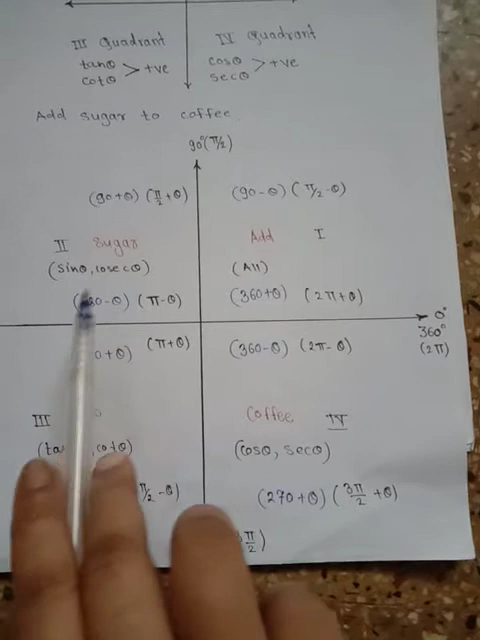 III Quadrant
tanθ
cotθ > +ve
IV Quadrant
cosθ
secθ > +ve
Add sugar to coffee
90°(π/2)
(90+θ) (π/2 + θ)
(90-θ) (π/2 -θ)
II Sugar
(sinθ, cosecθ)
-θ) (π-θ)
Add I
(All)
(360+θ) (2π+θ)
0°
360°
(2π)
+θ) (π+θ)
(360-θ) (2π-θ)
III
, cotθ)
-θ)
Coffee IV
(cosθ, secθ)
(270+θ) (3π/2 +θ)